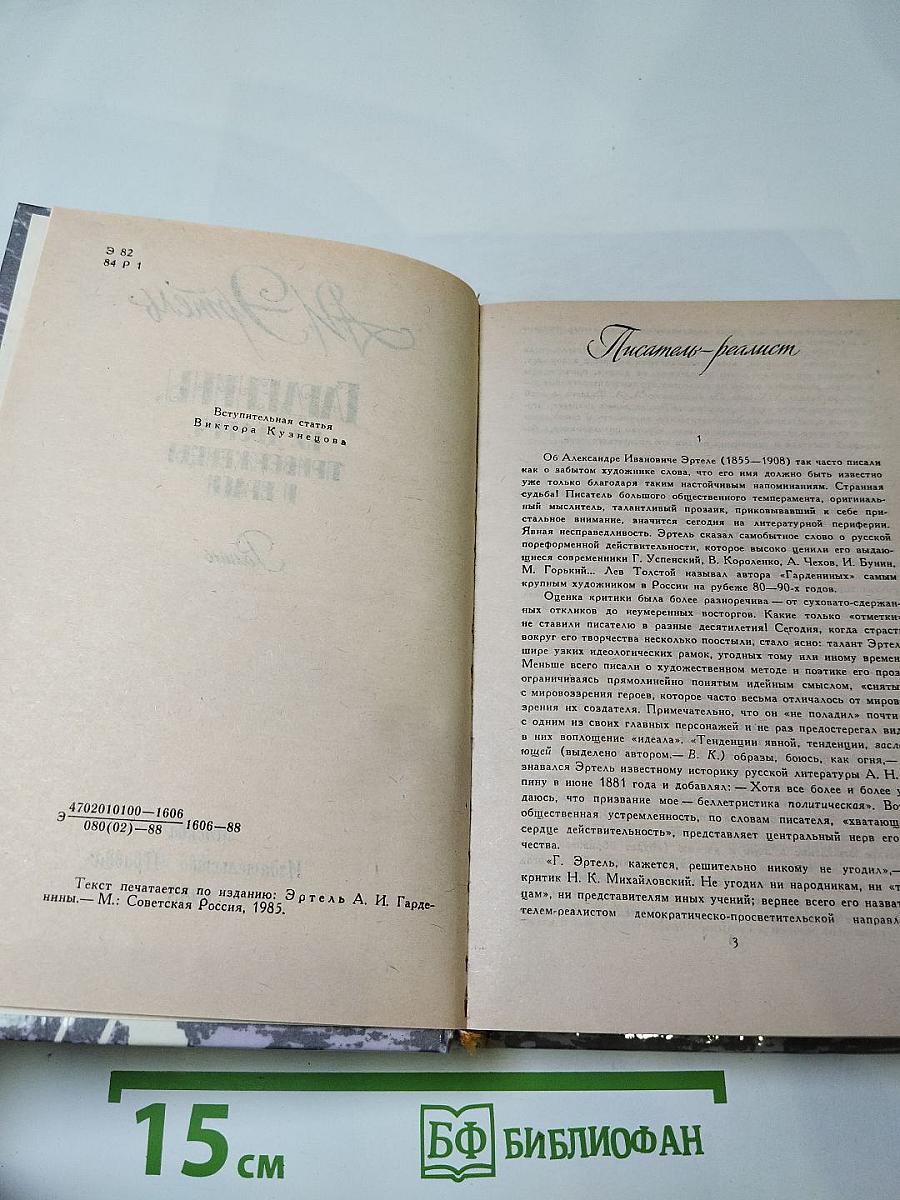 Э 82
84 Р 1
Вступительная статья
Виктора Кузнецова
Э 4702010100—1606 1606—88
080(02)—88
Текст печатается по изданию: Эртель А. И. Гарде-
нины.— М.: Советская Россия, 1985.
Писатель-реалист
1
Об Александре Ивановиче Эртеле (1855—1908) так часто писали
как о забытом художнике слова, что его имя должно быть известно
уже только благодаря таким настойчивым напоминаниям. Странная
судьба! Писатель большого общественного темперамента, оригиналь-
ный мыслитель, талантливый прозаик, приковывавший к себе при-
стальное внимание, значится сегодня на литературной периферии.
Явная несправедливость. Эртель сказал самобытное слово о русской
пореформенной действительности, которое высоко ценили его выдаю-
щиеся современники Г. Успенский, В. Короленко, А. Чехов, И. Бунин,
М. Горький... Лев Толстой называл автора «Гардениных» самым
крупным художником в России на рубеже 80—90-х годов.
Оценка критики была более разноречива — от суховато-сдержан-
ных откликов до неумеренных восторгов. Какие только «отметки»
не ставили писателю в разные десятилетия! Сегодня, когда страст
вокруг его творчества несколько поостыли, стало ясно: талант Эртел
шире узких идеологических рамок, угодных тому или иному времен
Меньше всего писали о художественном методе и поэтике его проз
ограничиваясь прямолинейно понятым идейным смыслом, «сняты
с мировоззрения героев, которое часто весьма отличалось от миров
зрения их создателя. Примечательно, что он «не поладил» почти
с одним из своих главных персонажей и не раз предостерегал вид
в них воплощение «идеала». «Тенденции явной, тенденции, засло
ющей (выделено автором.— В. К.) образы, боюсь, как огня,—
знавался Эртель известному историку русской литературы А. Н.
пину в июне 1881 года и добавлял: — Хотя все более и более у
даюсь, что призвание мое — беллетристика политическая». Во
общественная устремленность, по словам писателя, «хватающ
сердце действительность», представляет центральный нерв его
чества.
«Г. Эртель, кажется, решительно никому не угодил»,—
критик Н. К. Михайловский. Не угодил ни народникам, ни «т
цам», ни представителям иных учений; вернее всего его назват
телем-реалистом демократическо-просветительской направл
3
15 см
БФ БИБЛИОФАН